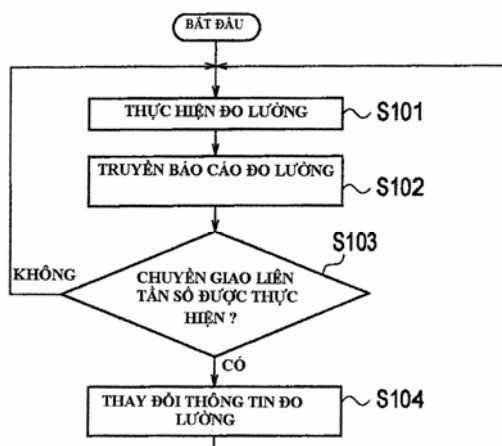 BẮT ĐẦU
THỰC HIỆN ĐO LƯỜNG
S101
TRUYỀN BÁO CÁO ĐO LƯỜNG
S102
S103
KHÔNG
CHUYỂN GIAO LIÊN
TẦN SỐ ĐƯỢC THỰC
HIỆN ?
CÓ
THAY ĐỔI THÔNG TIN ĐO
LƯỜNG
S104